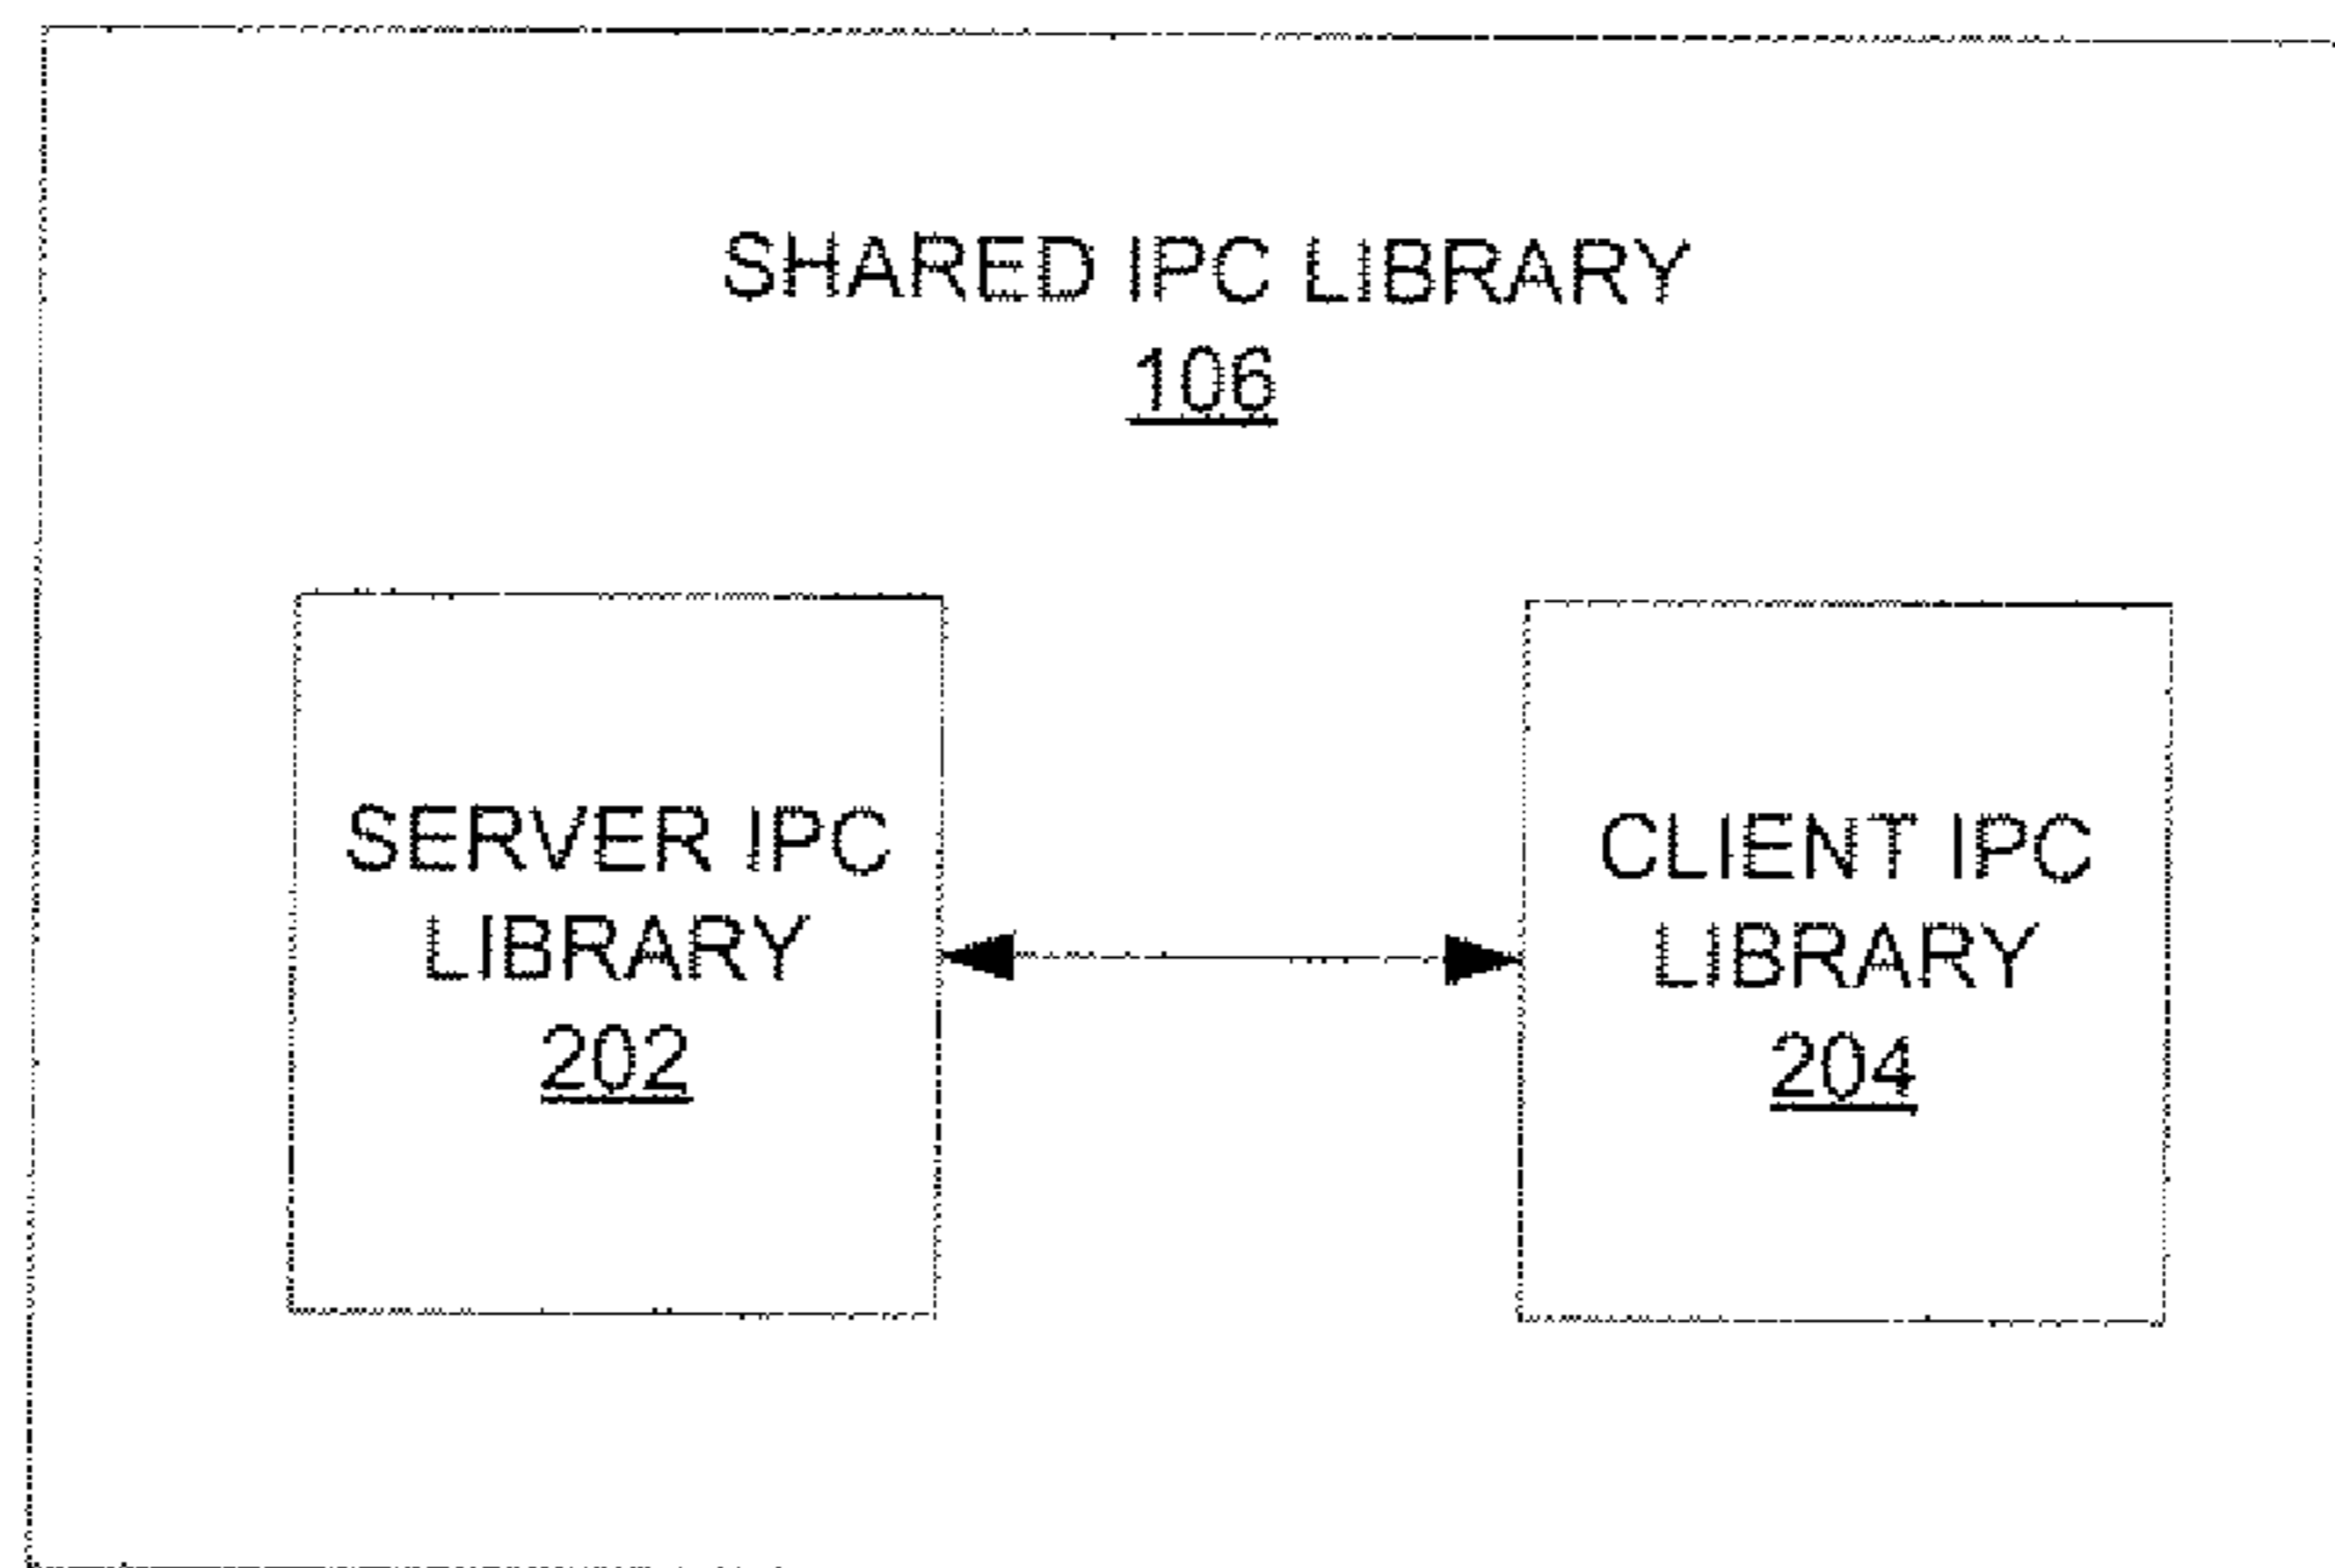 SHARED IPC LIBRARY
106
SERVER IPC
LIBRARY
202
CLIENT IPC
LIBRARY
204